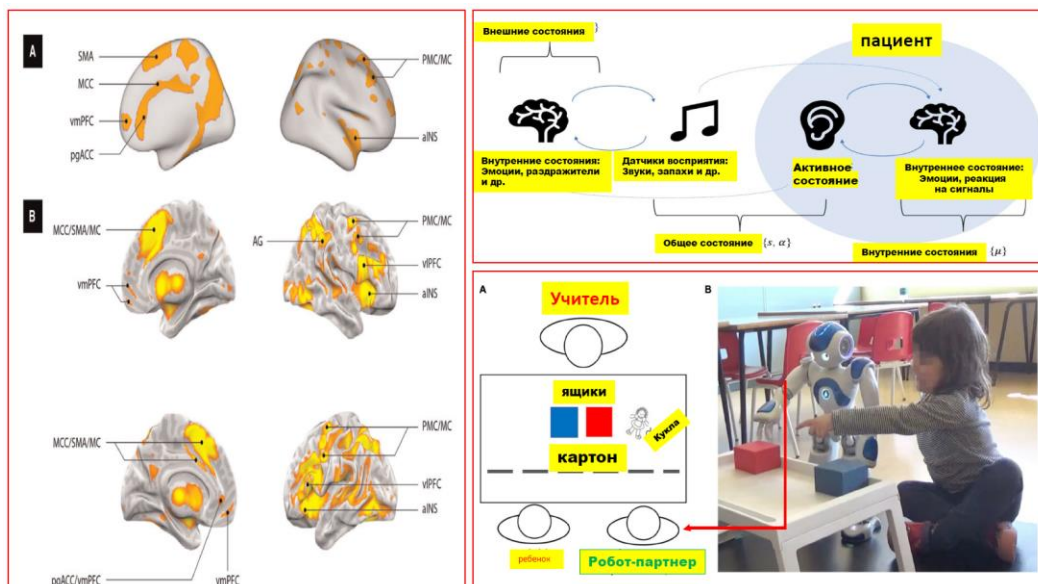 A
SMA
MCC
vmPFC
pgACC
PMC/MC
aINS
B
MCC/SMA/MC
vmPFC
AG
PMC/MC
vlPFC
aINS
MCC/SMA/MC
pgACC/vmPFC
vmPFC
PMC/MC
vlPFC
aINS
Внешние состояния }
пациент
Внутренние состояния:
Эмоции, раздражители
и др.
Датчики восприятия:
Звуки, запахи и др.
Активное
состояние
Внутреннее состояние:
Эмоции, реакция
на сигналы
Общее состояние {s, α}
Внутренние состояния {μ}
A
Учитель
ящики
Кукла
картон
ребенок
Робот-партнер
B